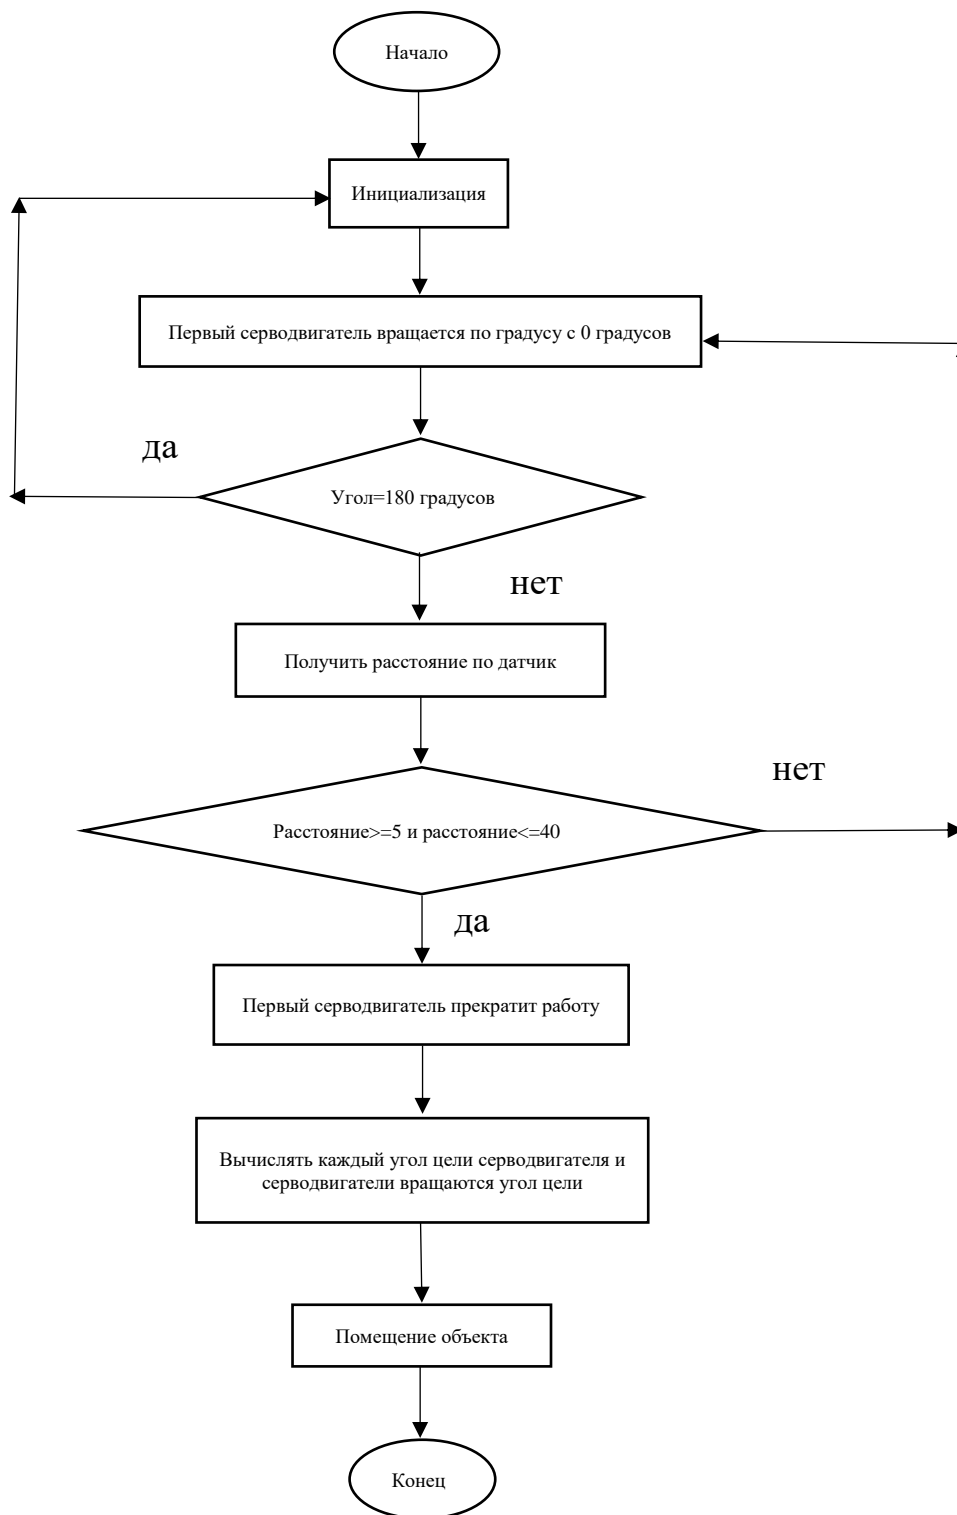 Начало
Инициализация
Первый серводвигатель вращается по градусу с 0 градусов
да
Угол=180 градусов
нет
Получить расстояние по датчик
нет
Расстояние>=5 и расстояние<=40
да
Первый серводвигатель прекратит работу
Вычислять каждый угол цели серводвигателя и
серводвигатели вращаются угол цели
Помещение объекта
Конец